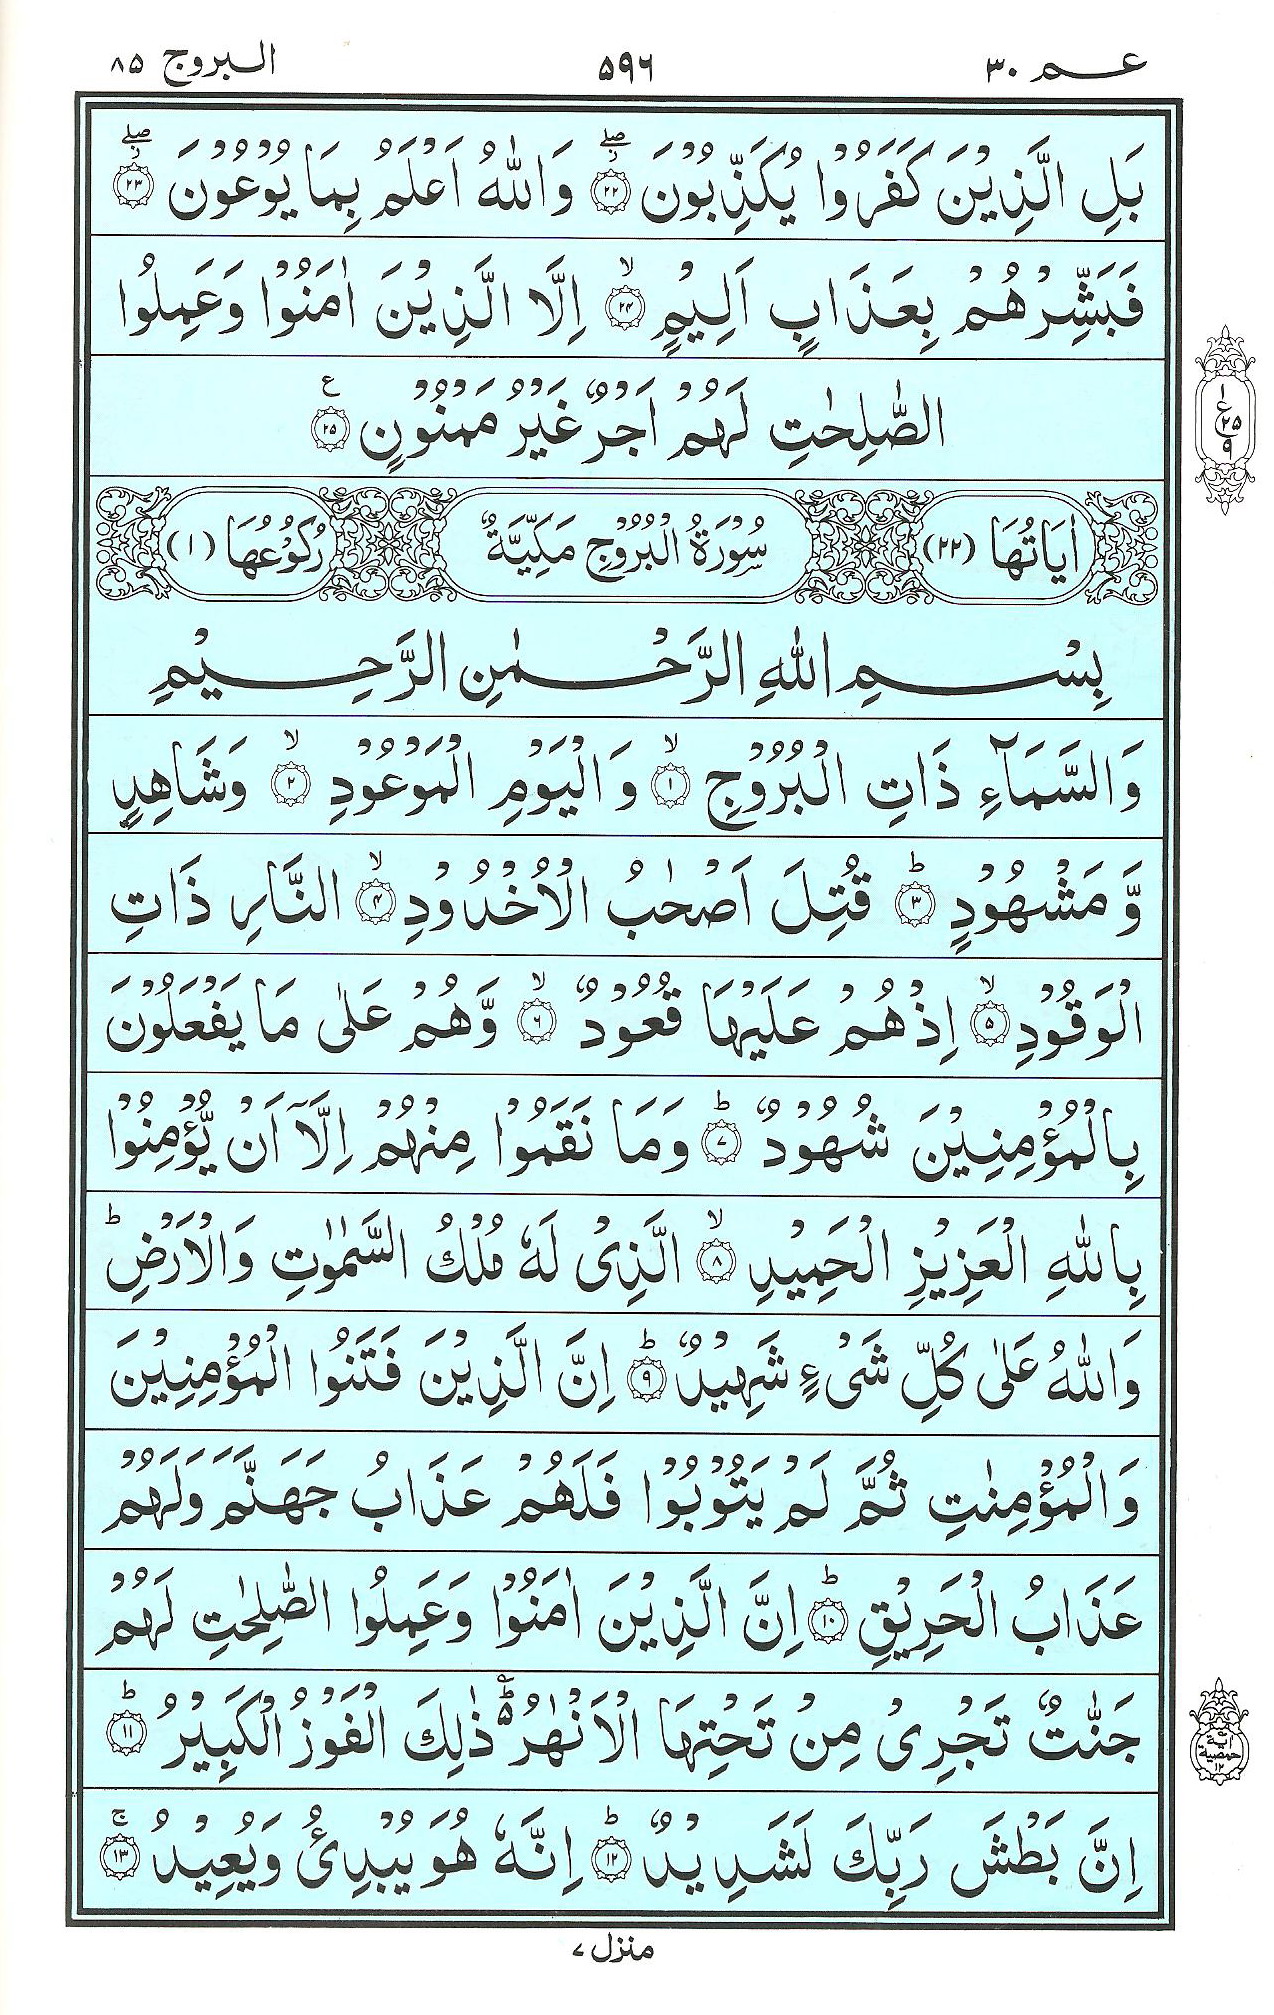 عم ٣٠ ٥٩٦ البروج ٨٥
بَلِ الَّذِيْنَ كَفَرُوْا يُكَذِّبُوْنَ ۖ۝٢٢ وَاللّٰهُ اَعْلَمُ بِمَا يُوْعُوْنَ ۖ۝٢٣
فَبَشِّرْهُمْ بِعَذَابٍ اَلِيْمٍ ۙ۝٢٤ اِلَّا الَّذِيْنَ اٰمَنُوْا وَعَمِلُوا
الصّٰلِحٰتِ لَهُمْ اَجْرٌ غَيْرُ مَمْنُوْنٍ ۝٢٥ ع
اٰيَاتُهَا (٢٢) سُوْرَةُ الْبُرُوْجِ مَكِّيَّةٌ رُكُوْعُهَا (١)
بِسْمِ اللّٰهِ الرَّحْمٰنِ الرَّحِيْمِ
وَالسَّمَآءِ ذَاتِ الْبُرُوْجِ ۙ۝١ وَالْيَوْمِ الْمَوْعُوْدِ ۙ۝٢ وَشَاهِدٍ
وَّمَشْهُوْدٍ ؕ۝٣ قُتِلَ اَصْحٰبُ الْاُخْدُوْدِ ۙ۝٤ النَّارِ ذَاتِ
الْوَقُوْدِ ۙ۝٥ اِذْ هُمْ عَلَيْهَا قُعُوْدٌ ۙ۝٦ وَّهُمْ عَلٰى مَا يَفْعَلُوْنَ
بِالْمُؤْمِنِيْنَ شُهُوْدٌ ؕ۝٧ وَمَا نَقَمُوْا مِنْهُمْ اِلَّاۤ اَنْ يُّؤْمِنُوْا
بِاللّٰهِ الْعَزِيْزِ الْحَمِيْدِ ۙ۝٨ الَّذِىْ لَهٗ مُلْكُ السَّمٰوٰتِ وَالْاَرْضِ ؕ
وَاللّٰهُ عَلٰى كُلِّ شَىْءٍ شَهِيْدٌ ؕ۝٩ اِنَّ الَّذِيْنَ فَتَنُوا الْمُؤْمِنِيْنَ
وَالْمُؤْمِنٰتِ ثُمَّ لَمْ يَتُوْبُوْا فَلَهُمْ عَذَابُ جَهَنَّمَ وَلَهُمْ
عَذَابُ الْحَرِيْقِ ؕ۝١٠ اِنَّ الَّذِيْنَ اٰمَنُوْا وَعَمِلُوا الصّٰلِحٰتِ لَهُمْ
جَنّٰتٌ تَجْرِىْ مِنْ تَحْتِهَا الْاَنْهٰرُ ؕ۵ ذٰلِكَ الْفَوْزُ الْكَبِيْرُ ؕ۝١١
اِنَّ بَطْشَ رَبِّكَ لَشَدِيْدٌ ؕ۝١٢ اِنَّهٗ هُوَ يُبْدِئُ وَيُعِيْدُ ۚ۝١٣
منزل ٧
١ ع ٢٥ ٩
اية حمصية ١٢